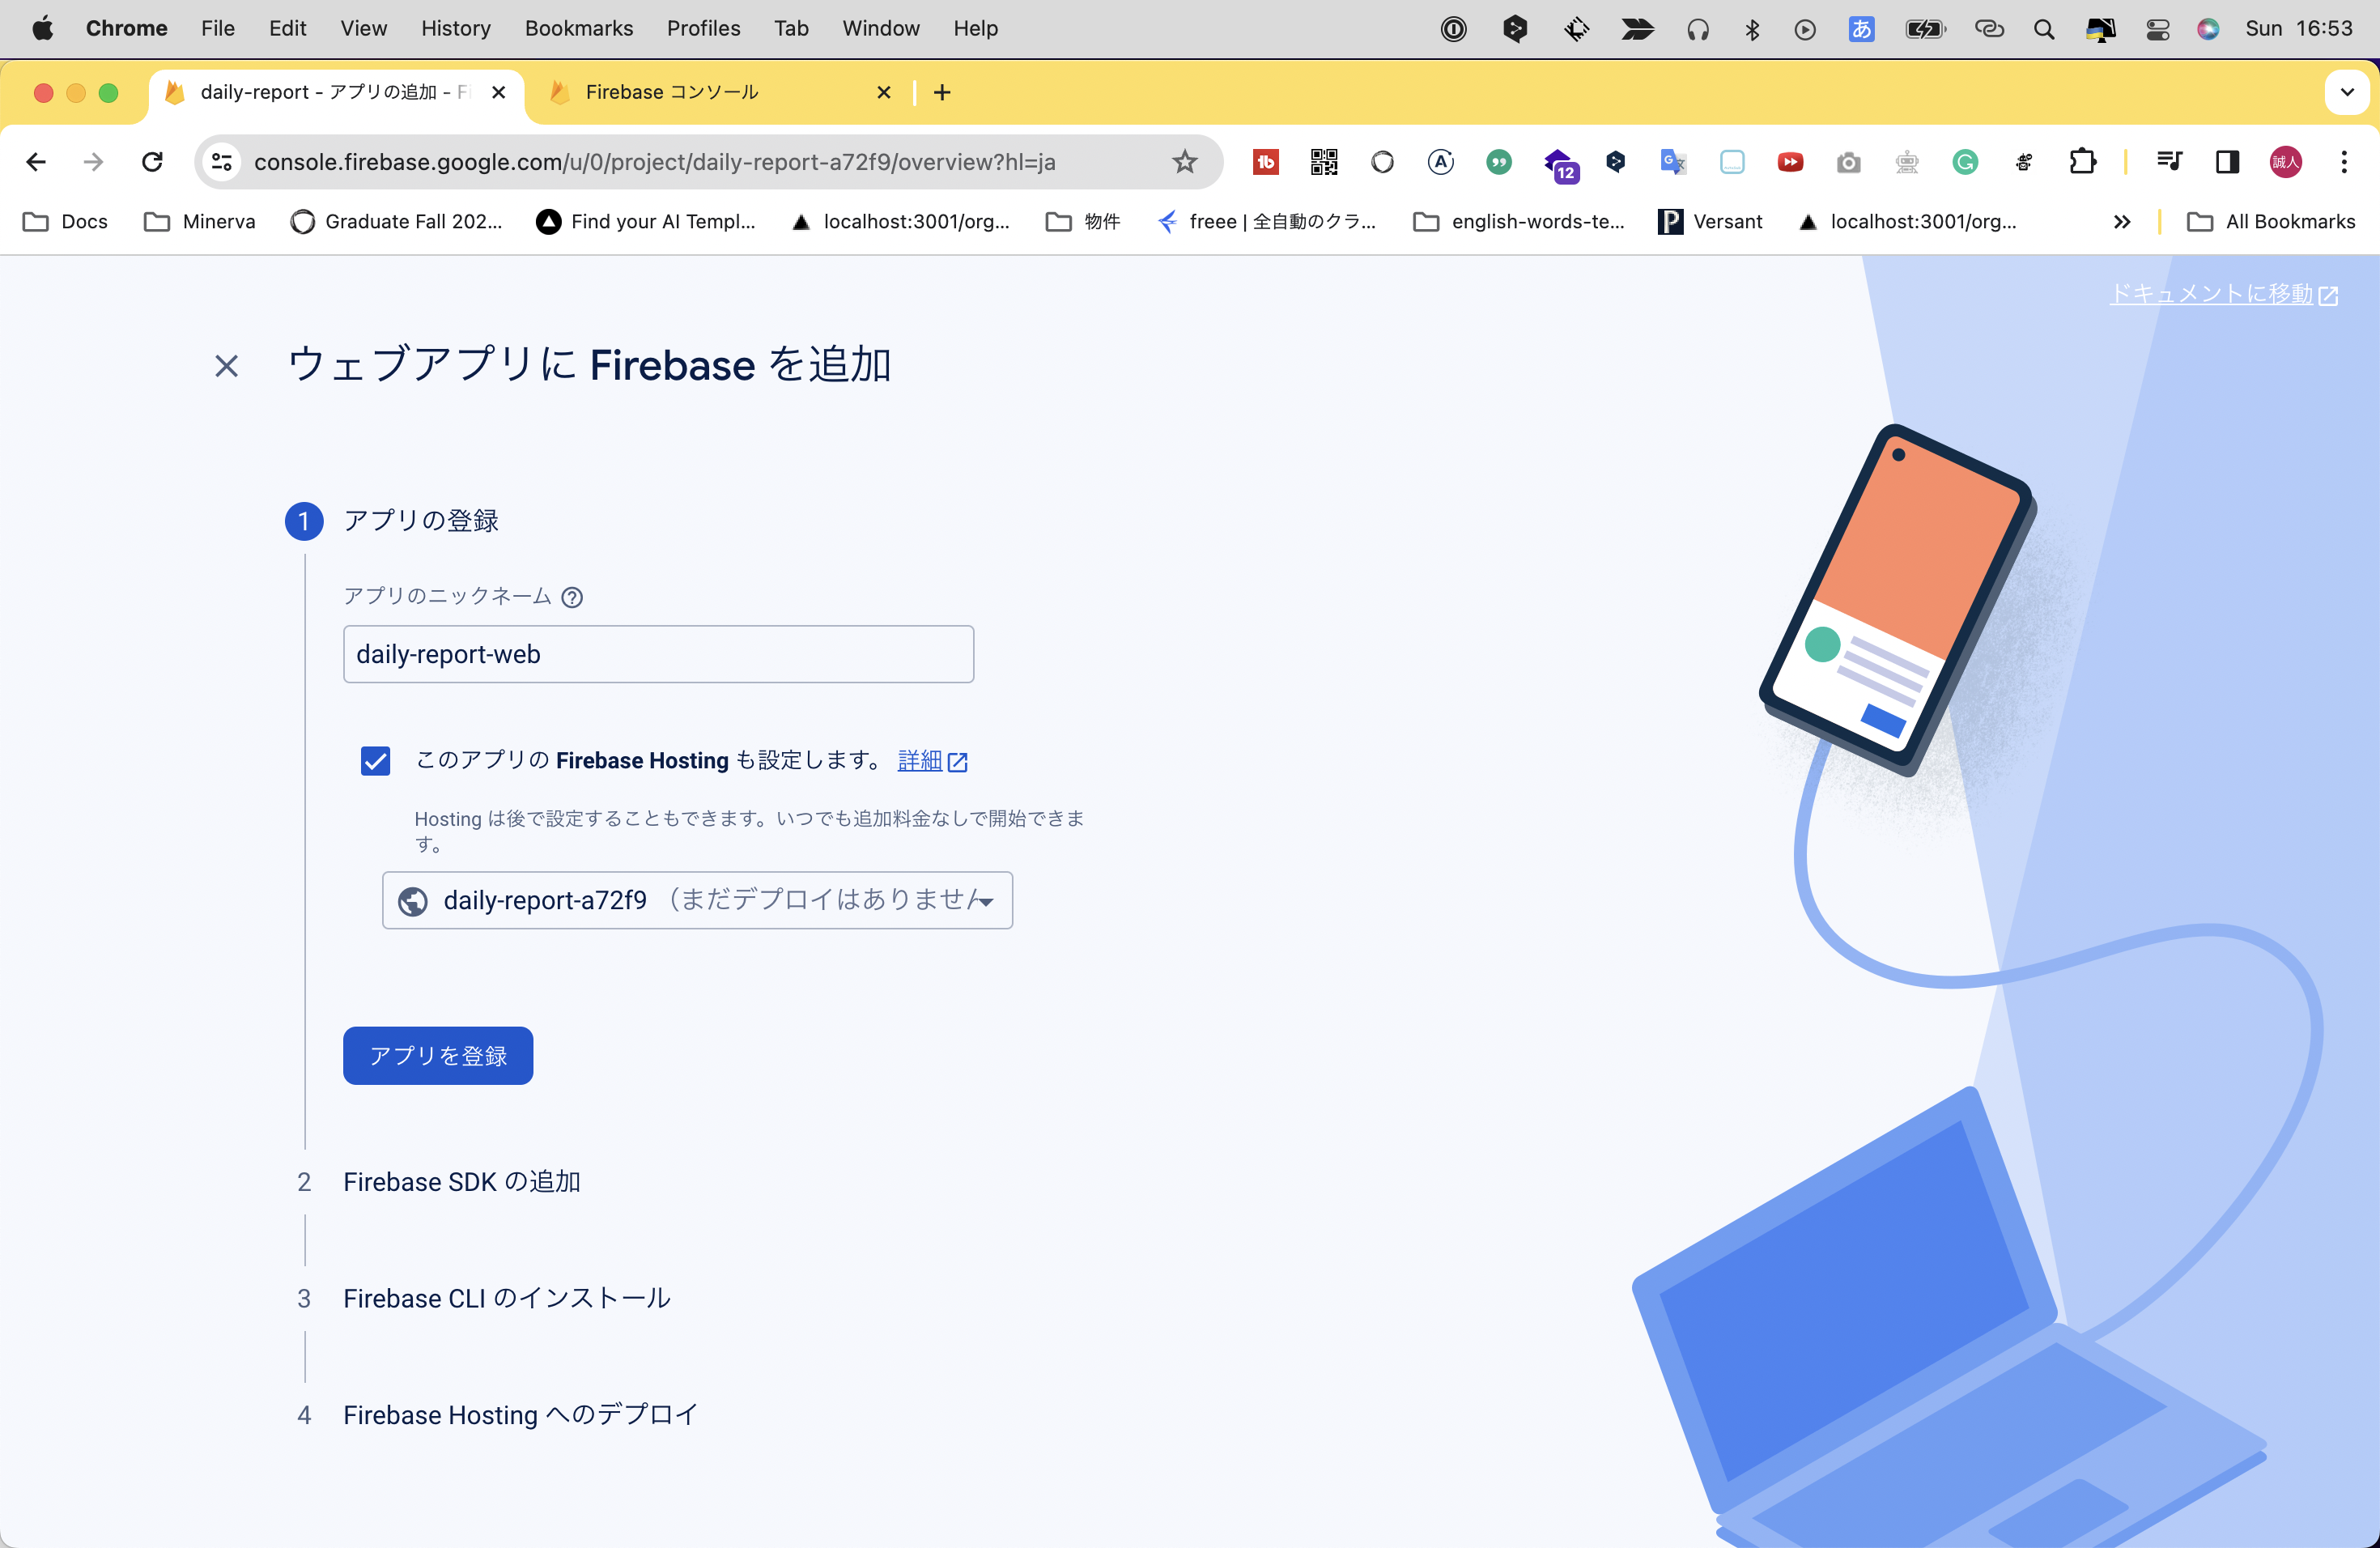 Chrome File Edit View History Bookmarks Profiles Tab Window Help あ Sun 16:53
daily-report - アプリの追加 - Fi
Firebase コンソール
console.firebase.google.com/u/0/project/daily-report-a72f9/overview?hl=ja
tb A 12 G 誠人
Docs Minerva Graduate Fall 202... Find your AI Templ... localhost:3001/org... 物件 freee | 全自動のクラ... english-words-te... P Versant localhost:3001/org... All Bookmarks
ドキュメントに移動
ウェブアプリに Firebase を追加
1 アプリの登録
アプリのニックネーム ?
daily-report-web
このアプリの Firebase Hosting も設定します。 詳細
Hosting は後で設定することもできます。いつでも追加料金なしで開始できま
す。
daily-report-a72f9 （まだデプロイはありません
アプリを登録
2 Firebase SDK の追加
3 Firebase CLI のインストール
4 Firebase Hosting へのデプロイ